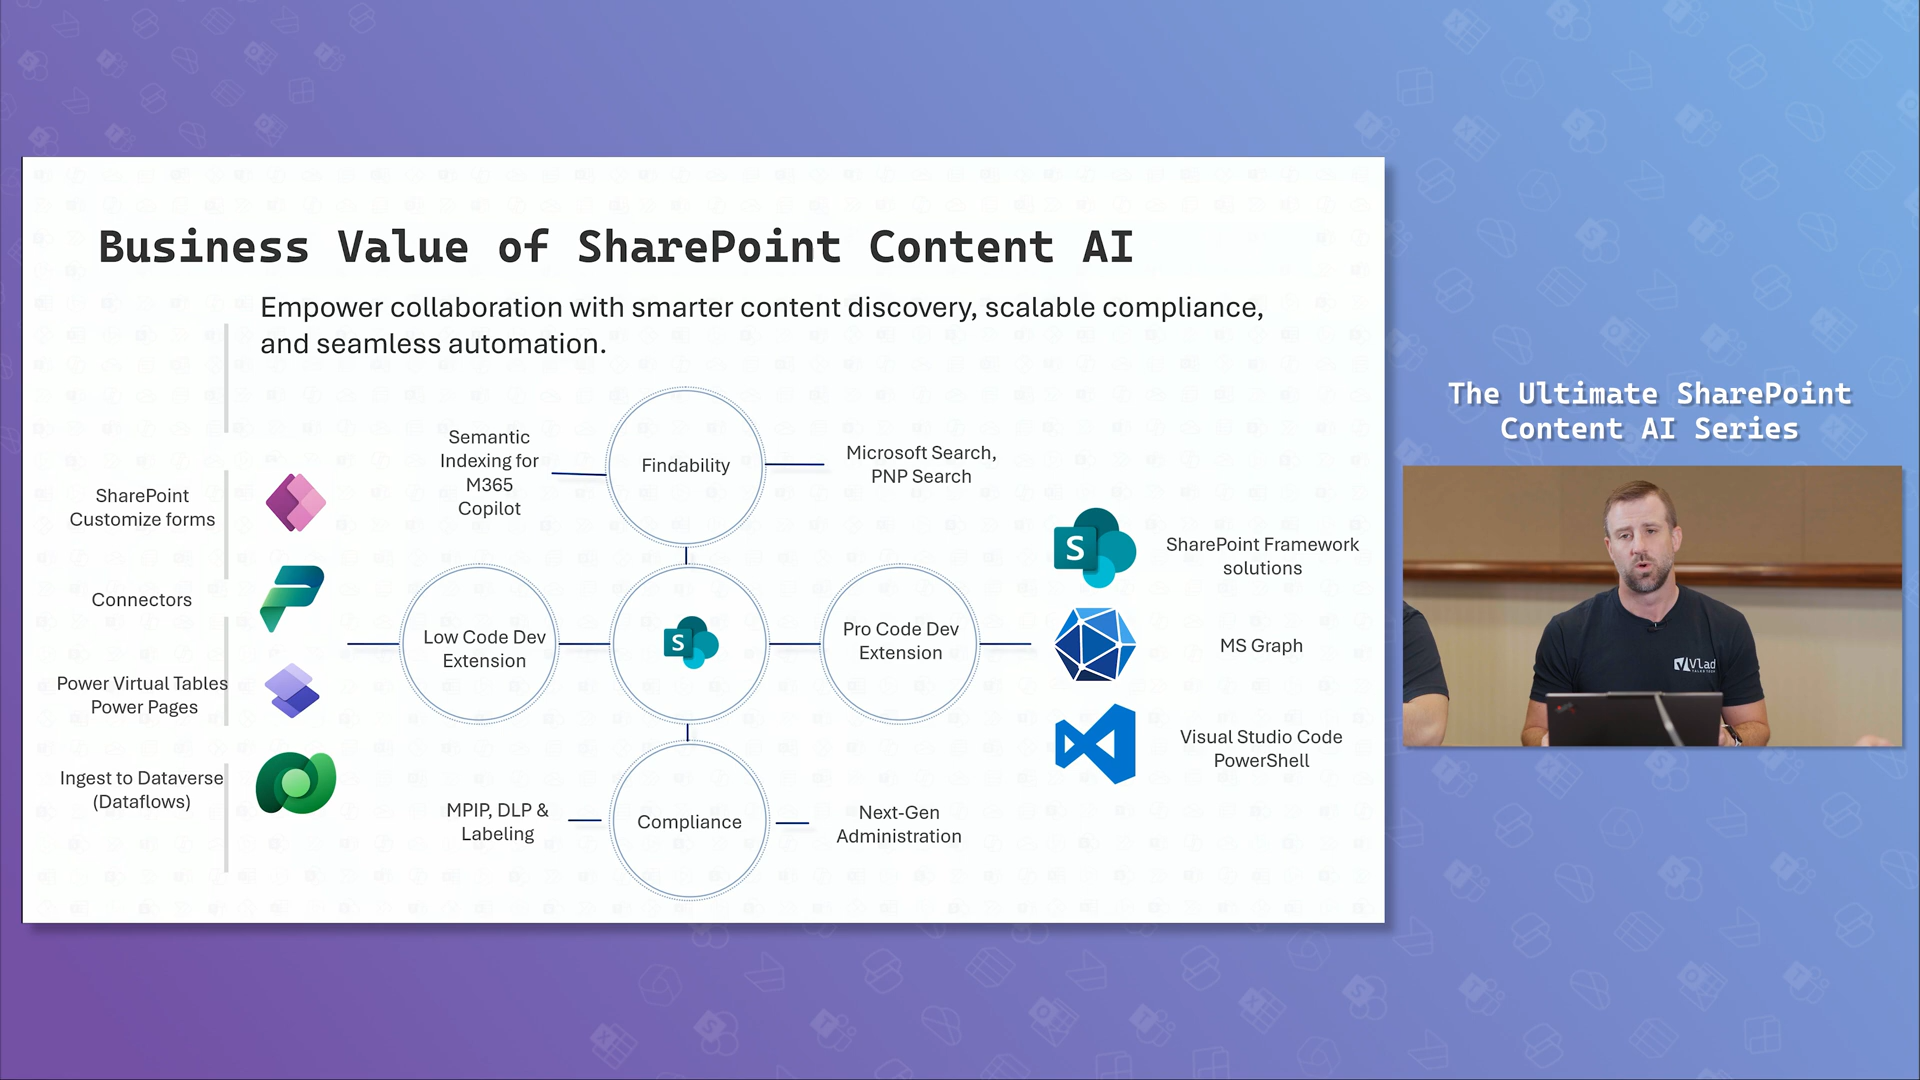 Business Value of SharePoint Content AI
Empower collaboration with smarter content discovery, scalable compliance,
and seamless automation.
Semantic
Indexing for
M365
Copilot
Findability
Microsoft Search,
PNP Search
SharePoint
Customize forms
Connectors
Power Virtual Tables
Power Pages
Ingest to Dataverse
(Dataflows)
Low Code Dev
Extension
S
Pro Code Dev
Extension
S
SharePoint Framework
solutions
MS Graph
Visual Studio Code
PowerShell
MPIP, DLP &
Labeling
Compliance
Next-Gen
Administration
The Ultimate SharePoint
Content AI Series
Vlad